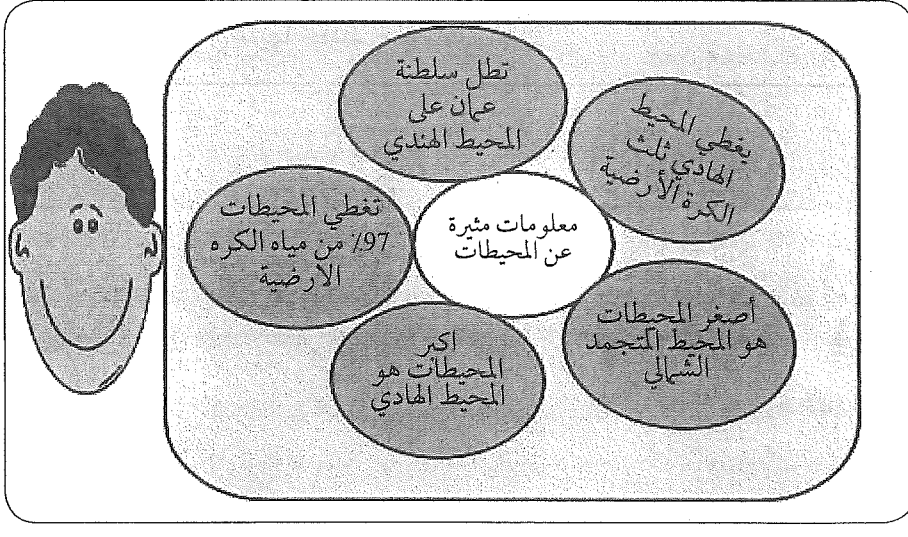 معلومات مثيرة
عن المحيطات
تطل سلطنة
عمان على
المحيط الهندي
يغطي المحيط
الهادي ثلث
الكرة الأرضية
أصغر المحيطات
هو المحيط المتجمد
الشمالي
اكبر
المحيطات هو
المحيط الهادي
تغطي المحيطات
97٪ من مياه الكره
الارضية